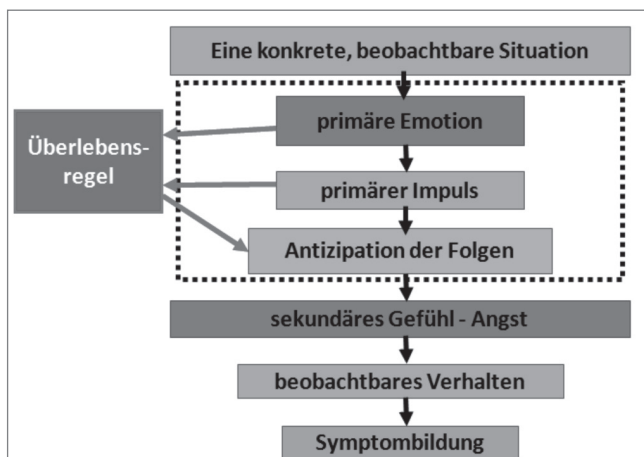 Eine konkrete, beobachtbare Situation
primäre Emotion
Überlebens-
regel
primärer Impuls
Antizipation der Folgen
sekundäres Gefühl - Angst
beobachtbares Verhalten
Symptombildung